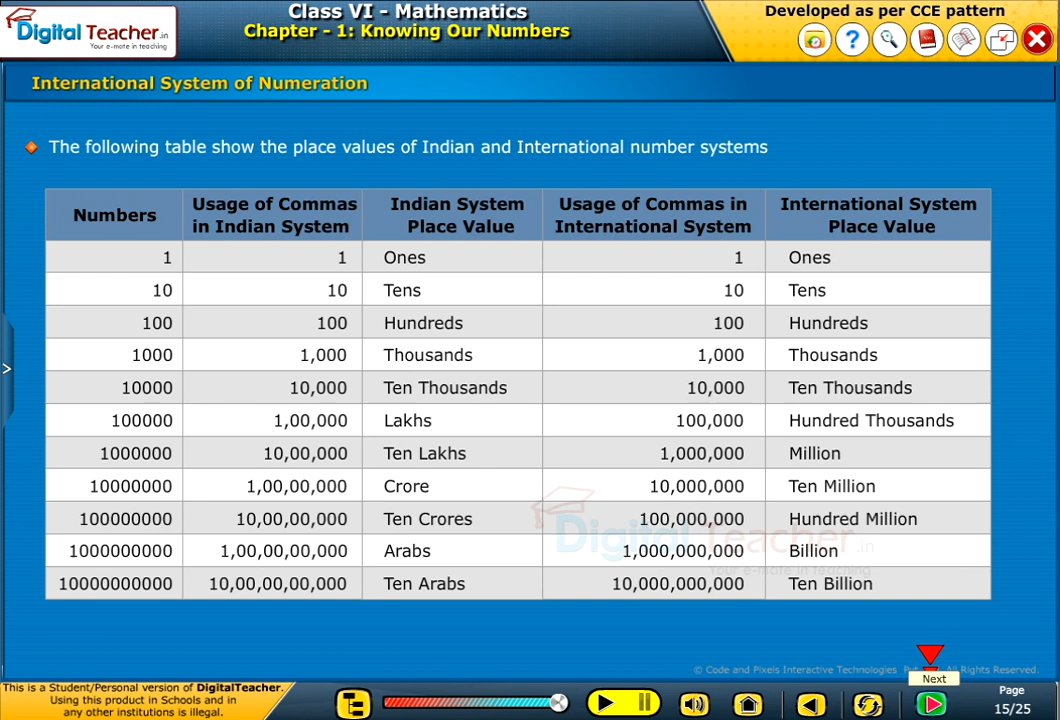 Digital Teacher.in
Your e-mate in teaching
Class VI - Mathematics
Chapter - 1: Knowing Our Numbers
Developed as per CCE pattern
International System of Numeration
The following table show the place values of Indian and International number systems
Numbers | Usage of Commas in Indian System | Indian System Place Value | Usage of Commas in International System | International System Place Value
1 | 1 | Ones | 1 | Ones
10 | 10 | Tens | 10 | Tens
100 | 100 | Hundreds | 100 | Hundreds
1000 | 1,000 | Thousands | 1,000 | Thousands
10000 | 10,000 | Ten Thousands | 10,000 | Ten Thousands
100000 | 1,00,000 | Lakhs | 100,000 | Hundred Thousands
1000000 | 10,00,000 | Ten Lakhs | 1,000,000 | Million
10000000 | 1,00,00,000 | Crore | 10,000,000 | Ten Million
100000000 | 10,00,00,000 | Ten Crores | 100,000,000 | Hundred Million
1000000000 | 1,00,00,00,000 | Arabs | 1,000,000,000 | Billion
10000000000 | 10,00,00,00,000 | Ten Arabs | 10,000,000,000 | Ten Billion
Digital Teacher.in
Your e-mate in teaching
© Code and Pixels Interactive Technologies All Rights Reserved.
Next
This is a Student/Personal version of DigitalTeacher.
Using this product in Schools and in
any other institutions is illegal.
Page
15/25